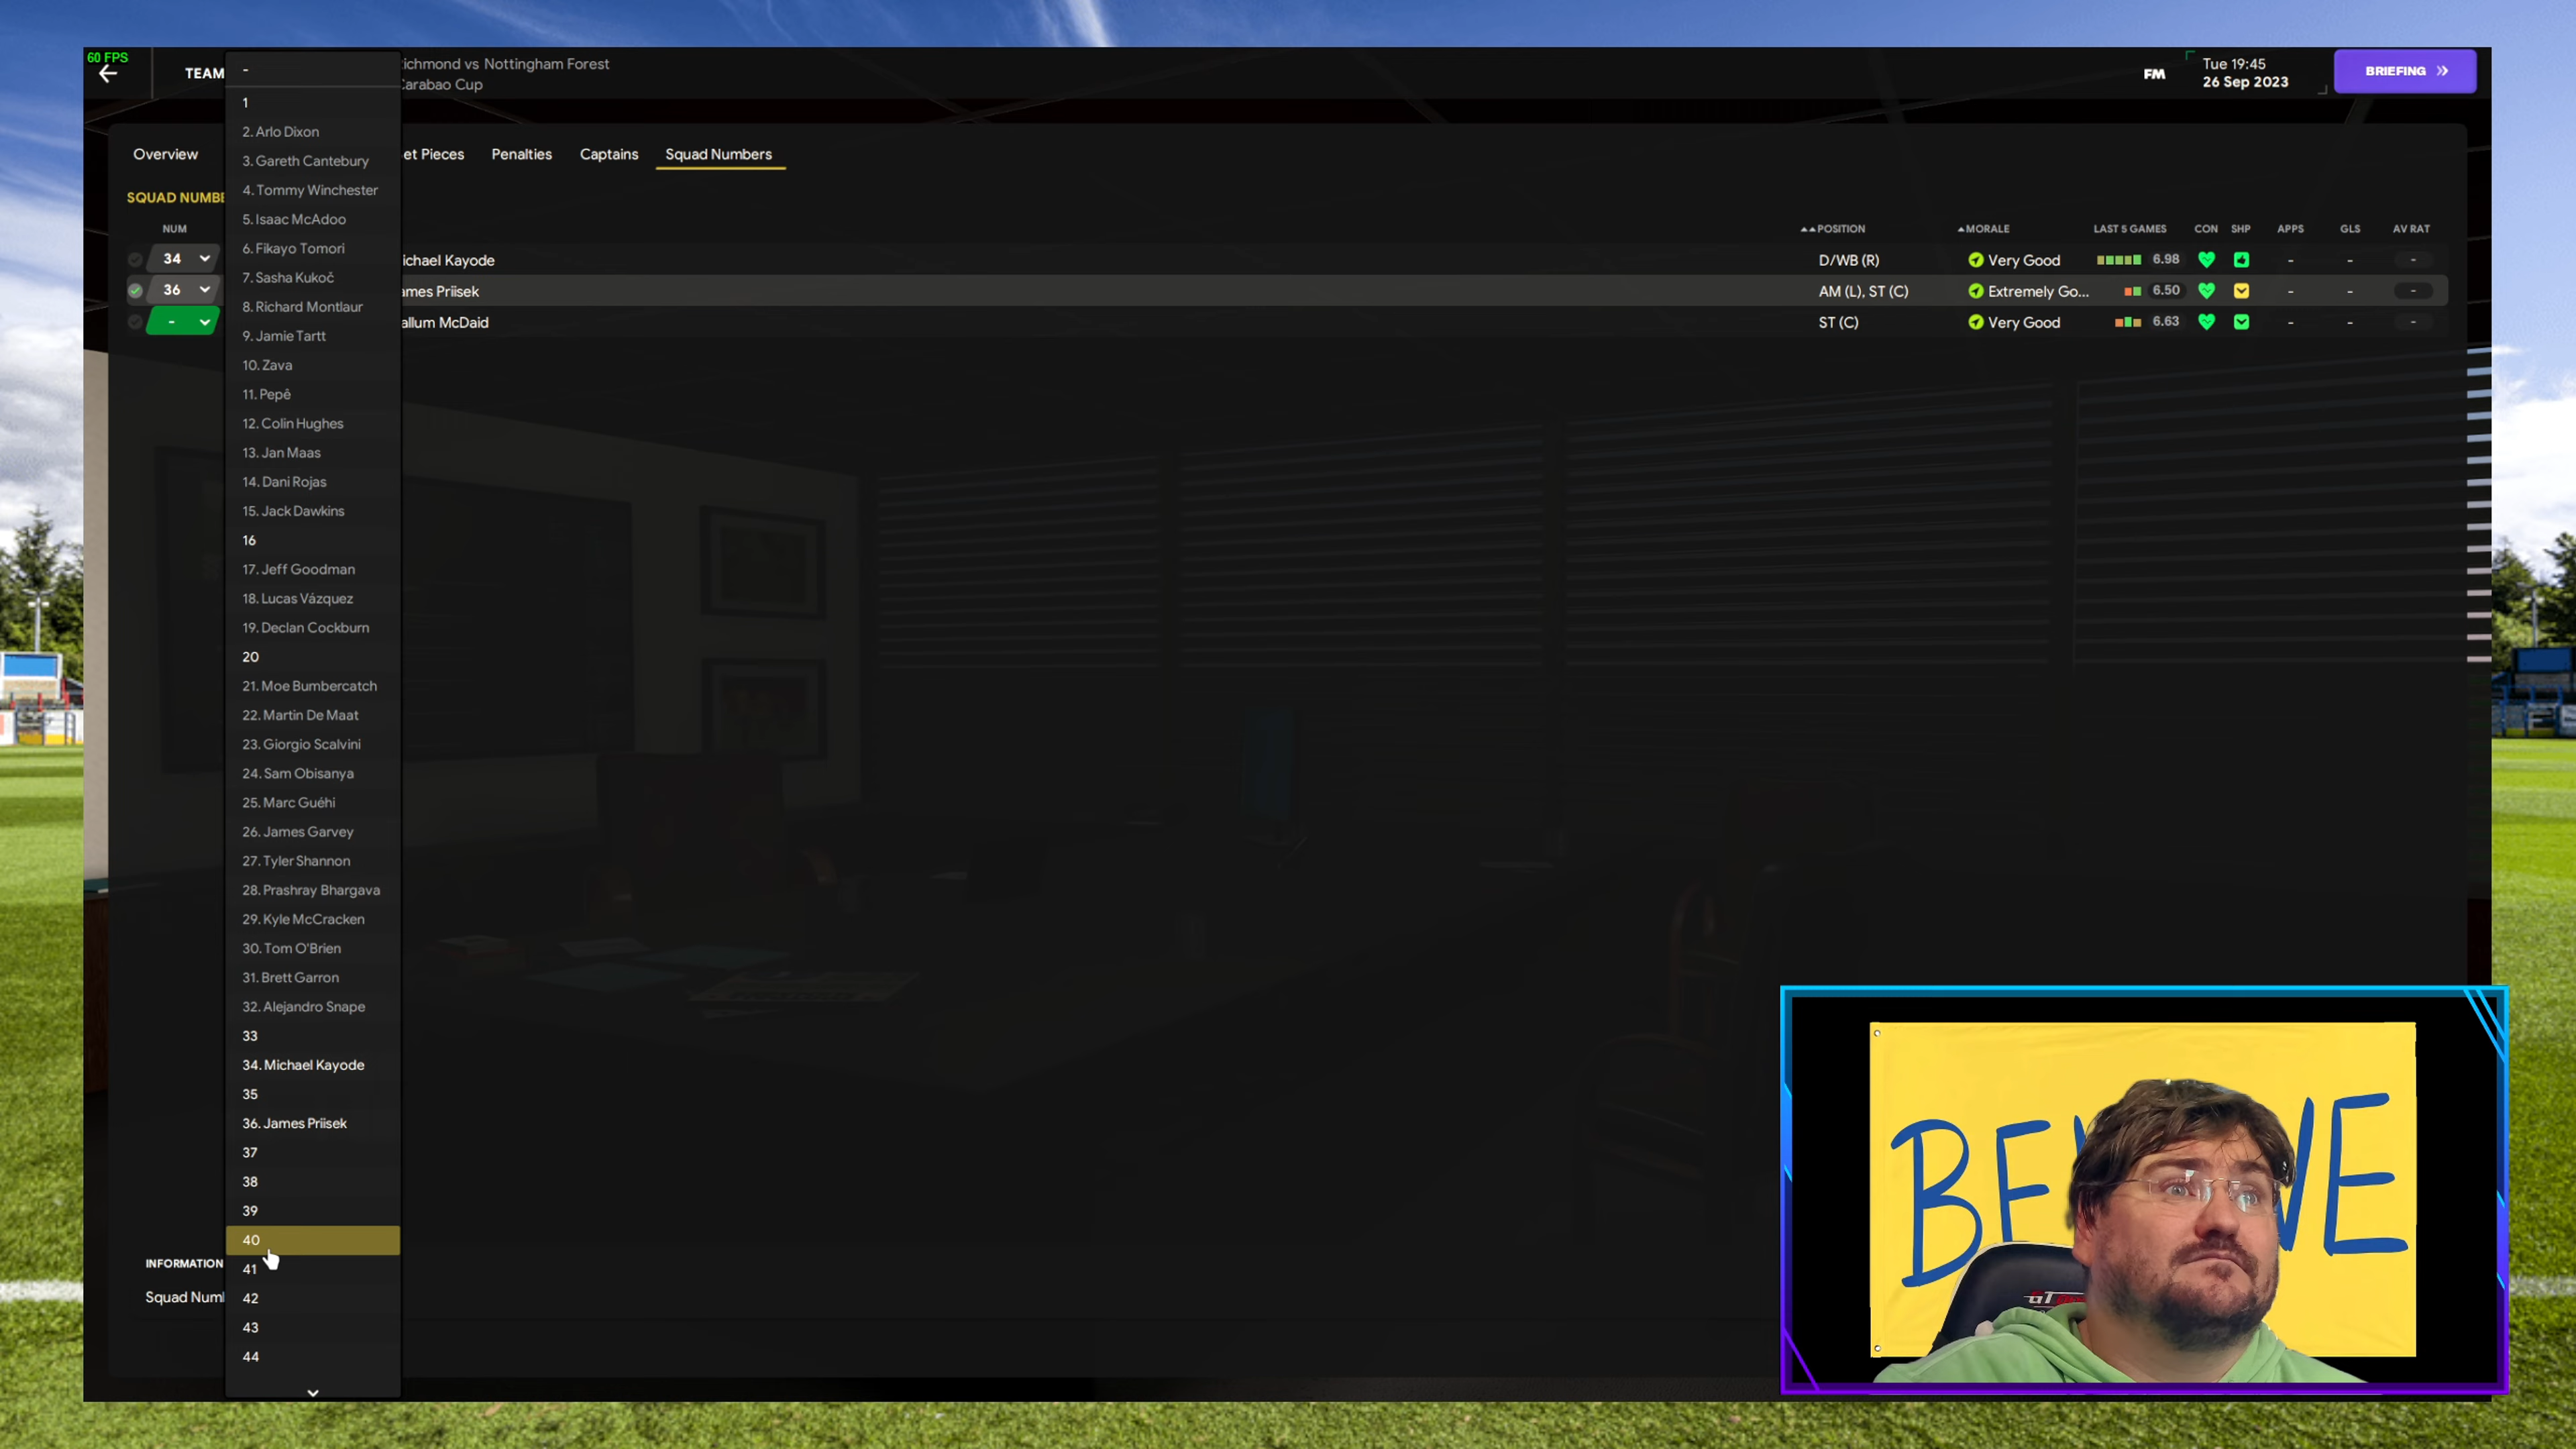 60 FPS
TEAM
ichmond vs Nottingham Forest
Carabao Cup
FM
Tue 19:45
26 Sep 2023
BRIEFING
Overview
et Pieces
Penalties
Captains
Squad Numbers
SQUAD NUMBE
NUM
POSITION
MORALE
LAST 5 GAMES
CON
SHP
APPS
GLS
AV RAT
34
ichael Kayode
D/WB (R)
Very Good
6.98
-
-
-
36
ames Priisek
AM (L), ST (C)
Extremely Go...
6.50
-
-
-
-
allum McDaid
ST (C)
Very Good
6.63
-
-
-
-
1
2. Arlo Dixon
3. Gareth Cantebury
4. Tommy Winchester
5. Isaac McAdoo
6. Fikayo Tomori
7. Sasha Kukoč
8. Richard Montlaur
9. Jamie Tartt
10. Zava
11. Pepê
12. Colin Hughes
13. Jan Maas
14. Dani Rojas
15. Jack Dawkins
16
17. Jeff Goodman
18. Lucas Vázquez
19. Declan Cockburn
20
21. Moe Bumbercatch
22. Martin De Maat
23. Giorgio Scalvini
24. Sam Obisanya
25. Marc Guéhi
26. James Garvey
27. Tyler Shannon
28. Prashray Bhargava
29. Kyle McCracken
30. Tom O'Brien
31. Brett Garron
32. Alejandro Snape
33
34. Michael Kayode
35
36. James Priisek
37
38
39
40
41
42
43
44
INFORMATION
Squad Num
BE VE